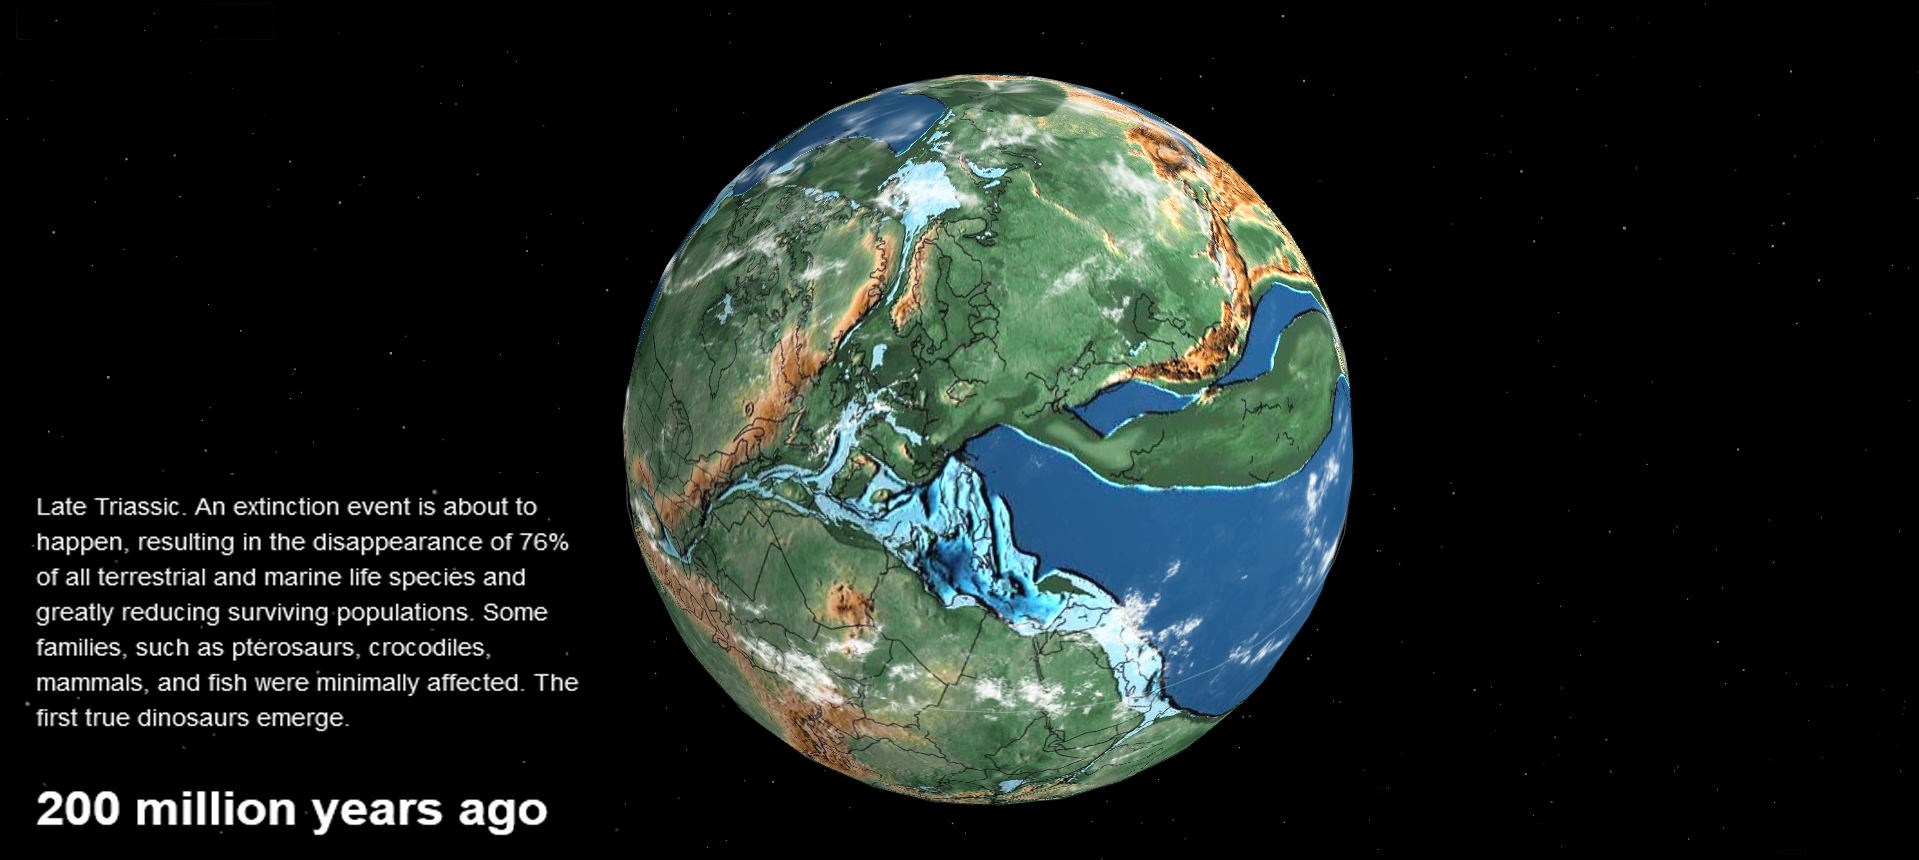 Late Triassic. An extinction event is about to
happen, resulting in the disappearance of 76%
of all terrestrial and marine life species and
greatly reducing surviving populations. Some
families, such as pterosaurs, crocodiles,
mammals, and fish were minimally affected. The
first true dinosaurs emerge.
200 million years ago